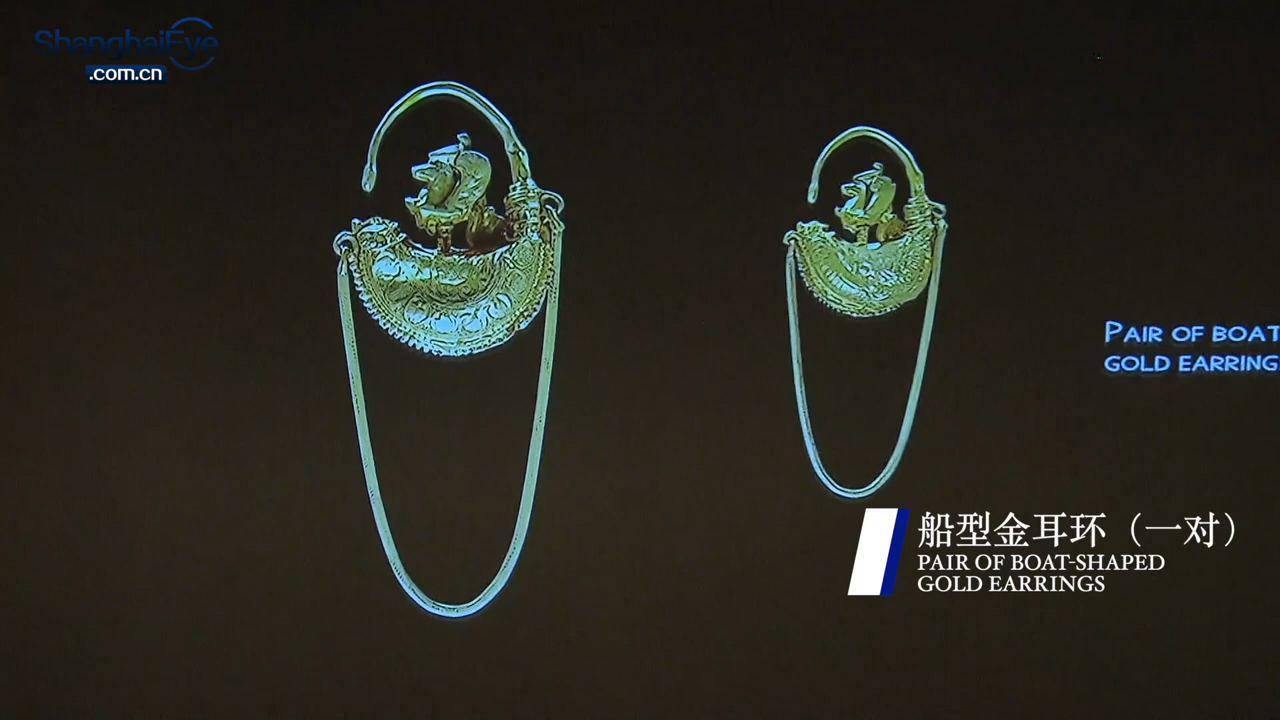 ShanghaiEye
.com.cn
PAIR OF BOAT
GOLD EARRING
船型金耳环（一对）
PAIR OF BOAT-SHAPED
GOLD EARRINGS